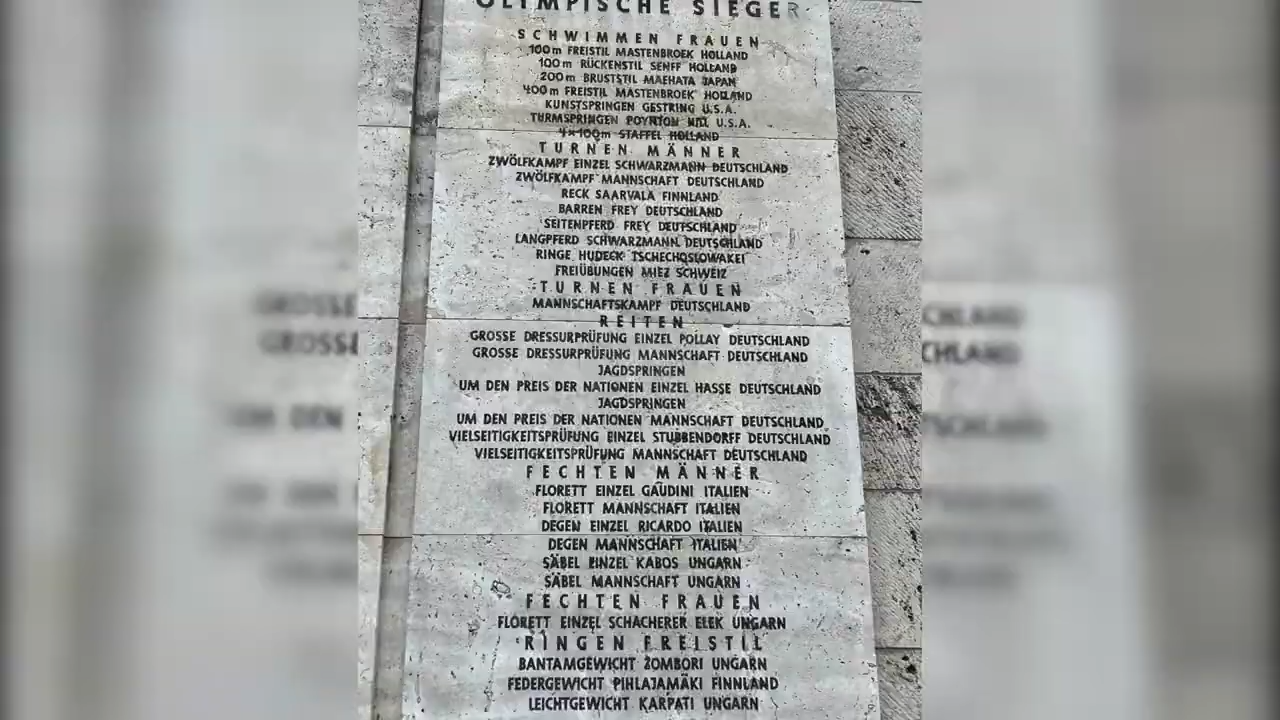 OLYMPISCHE SIEGER
SCHWIMMEN FRAUEN
100m FREISTIL MASTENBROEK HOLLAND
100m RÜCKENSTIL SENFF HOLLAND
200m BRUSTSTIL MAEHATA JAPAN
400m FREISTIL MASTENBROEK HOLLAND
KUNSTSPRINGEN GESTRING U.S.A.
TURMSPRINGEN POYNTON HILL U.S.A.
4×100m STAFFEL HOLLAND
TURNEN MÄNNER
ZWÖLFKAMPF EINZEL SCHWARZMANN DEUTSCHLAND
ZWÖLFKAMPF MANNSCHAFT DEUTSCHLAND
RECK SAARVALA FINNLAND
BARREN FREY DEUTSCHLAND
SEITENPFERD FREY DEUTSCHLAND
LANGPFERD SCHWARZMANN DEUTSCHLAND
RINGE HUDECK TSCHECHOSLOWAKEI
FREIÜBUNGEN MIEZ SCHWEIZ
TURNEN FRAUEN
MANNSCHAFTSKAMPF DEUTSCHLAND
REITEN
GROSSE DRESSURPRÜFUNG EINZEL POLLAY DEUTSCHLAND
GROSSE DRESSURPRÜFUNG MANNSCHAFT DEUTSCHLAND
JAGDSPRINGEN
UM DEN PREIS DER NATIONEN EINZEL HASSE DEUTSCHLAND
JAGDSPRINGEN
UM DEN PREIS DER NATIONEN MANNSCHAFT DEUTSCHLAND
VIELSEITIGKEITSPRÜFUNG EINZEL STUBBENDORFF DEUTSCHLAND
VIELSEITIGKEITSPRÜFUNG MANNSCHAFT DEUTSCHLAND
FECHTEN MÄNNER
FLORETT EINZEL GAUDINI ITALIEN
FLORETT MANNSCHAFT ITALIEN
DEGEN EINZEL RICARDO ITALIEN
DEGEN MANNSCHAFT ITALIEN
SÄBEL EINZEL KABOS UNGARN
SÄBEL MANNSCHAFT UNGARN
FECHTEN FRAUEN
FLORETT EINZEL SCHACHERER ELEK UNGARN
RINGEN FREISTIL
BANTAMGEWICHT ZOMBORI UNGARN
FEDERGEWICHT PIHLAJAMÄKI FINNLAND
LEICHTGEWICHT KARPATI UNGARN